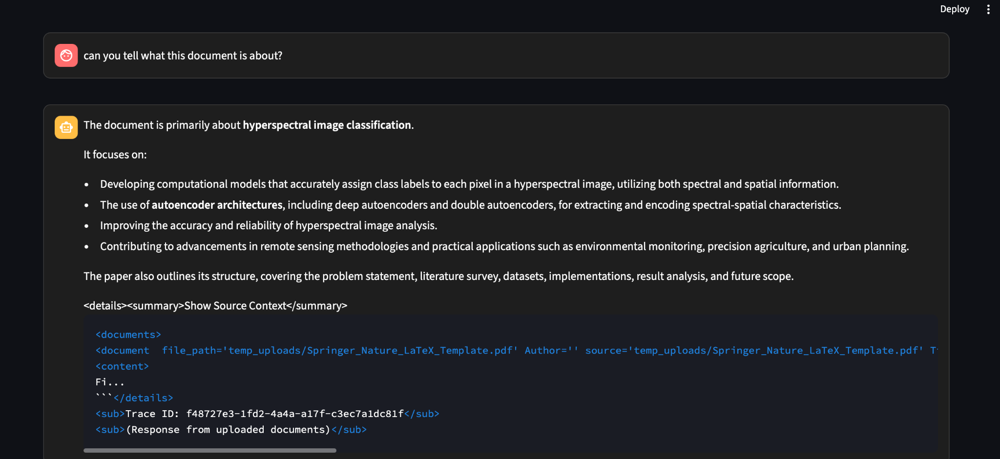 Deploy
can you tell what this document is about?
The document is primarily about hyperspectral image classification.
It focuses on:
• Developing computational models that accurately assign class labels to each pixel in a hyperspectral image, utilizing both spectral and spatial information.
• The use of autoencoder architectures, including deep autoencoders and double autoencoders, for extracting and encoding spectral-spatial characteristics.
• Improving the accuracy and reliability of hyperspectral image analysis.
• Contributing to advancements in remote sensing methodologies and practical applications such as environmental monitoring, precision agriculture, and urban planning.
The paper also outlines its structure, covering the problem statement, literature survey, datasets, implementations, result analysis, and future scope.
<details><summary>Show Source Context</summary>
<documents>
<document  file_path='temp_uploads/Springer_Nature_LaTeX_Template.pdf' Author='' source='temp_uploads/Springer_Nature_LaTeX_Template.pdf'
<content>
Fi...
```</details>
<sub>Trace ID: f48727e3-1fd2-4a4a-a17f-c3ec7a1dc81f</sub>
<sub>(Response from uploaded documents)</sub>